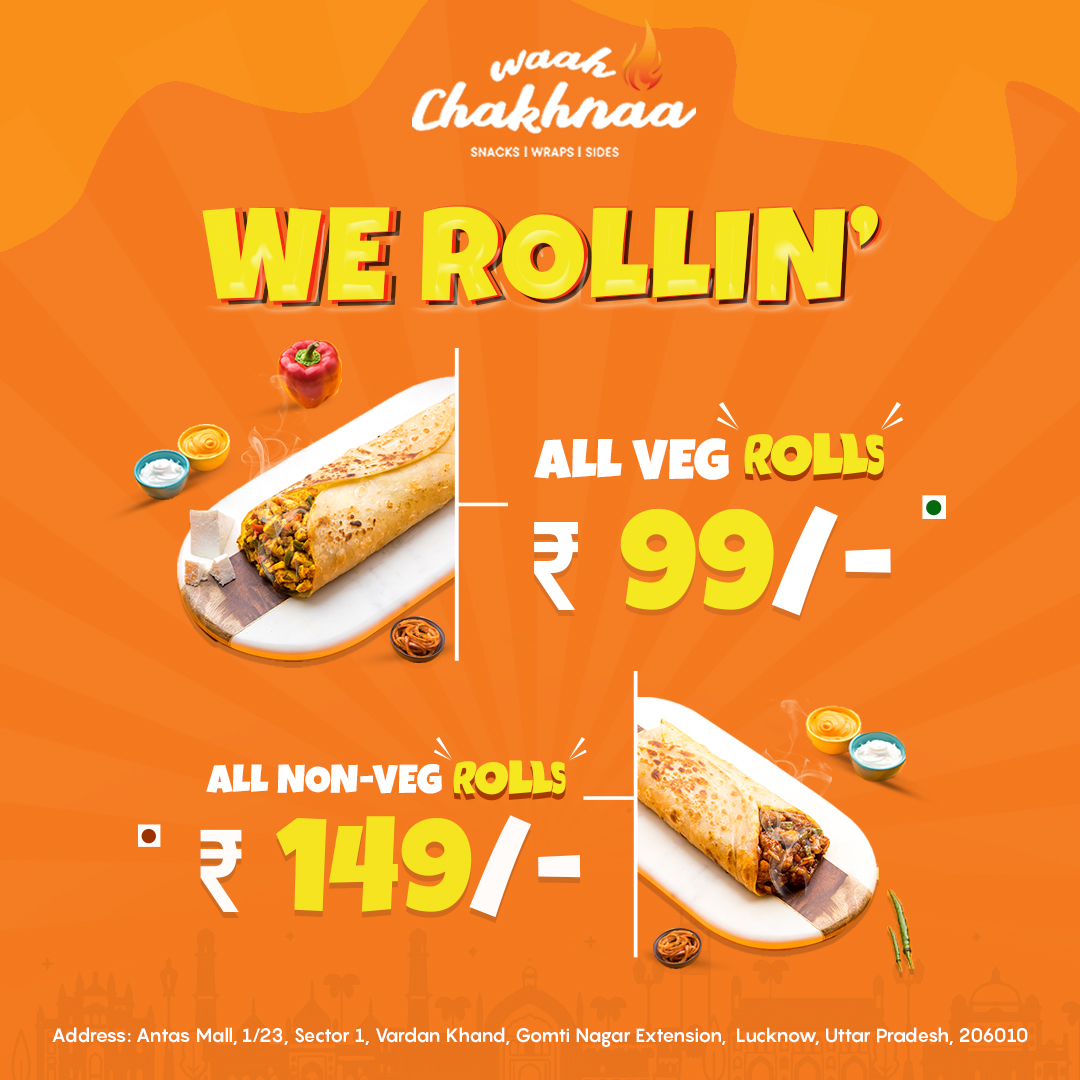 waah
Chakhnaa
SNACKS | WRAPS | SIDES
WE ROLLIN'
ALL VEG ROLLS
₹ 99/-
ALL NON-VEG ROLLS
₹ 149/-
Address: Antas Mall, 1/23, Sector 1, Vardan Khand, Gomti Nagar Extension, Lucknow, Uttar Pradesh, 206010